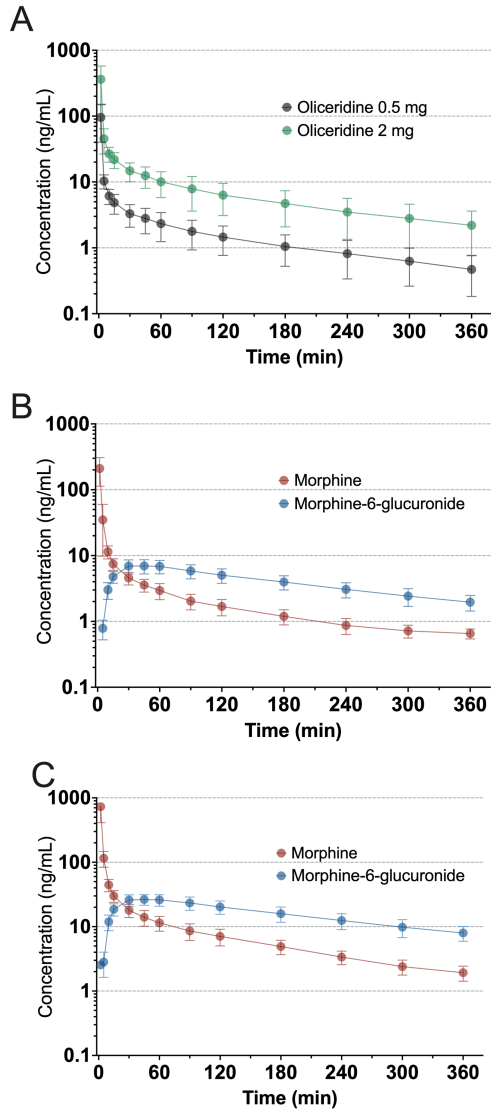 A
1000
100
10
1
0.1
Concentration (ng/mL)
Oliceridine 0.5 mg
Oliceridine 2 mg
0 60 120 180 240 300 360
Time (min)
B
1000
100
10
1
0.1
Concentration (ng/mL)
Morphine
Morphine-6-glucuronide
0 60 120 180 240 300 360
Time (min)
C
1000
100
10
1
0.1
Concentration (ng/mL)
Morphine
Morphine-6-glucuronide
0 60 120 180 240 300 360
Time (min)